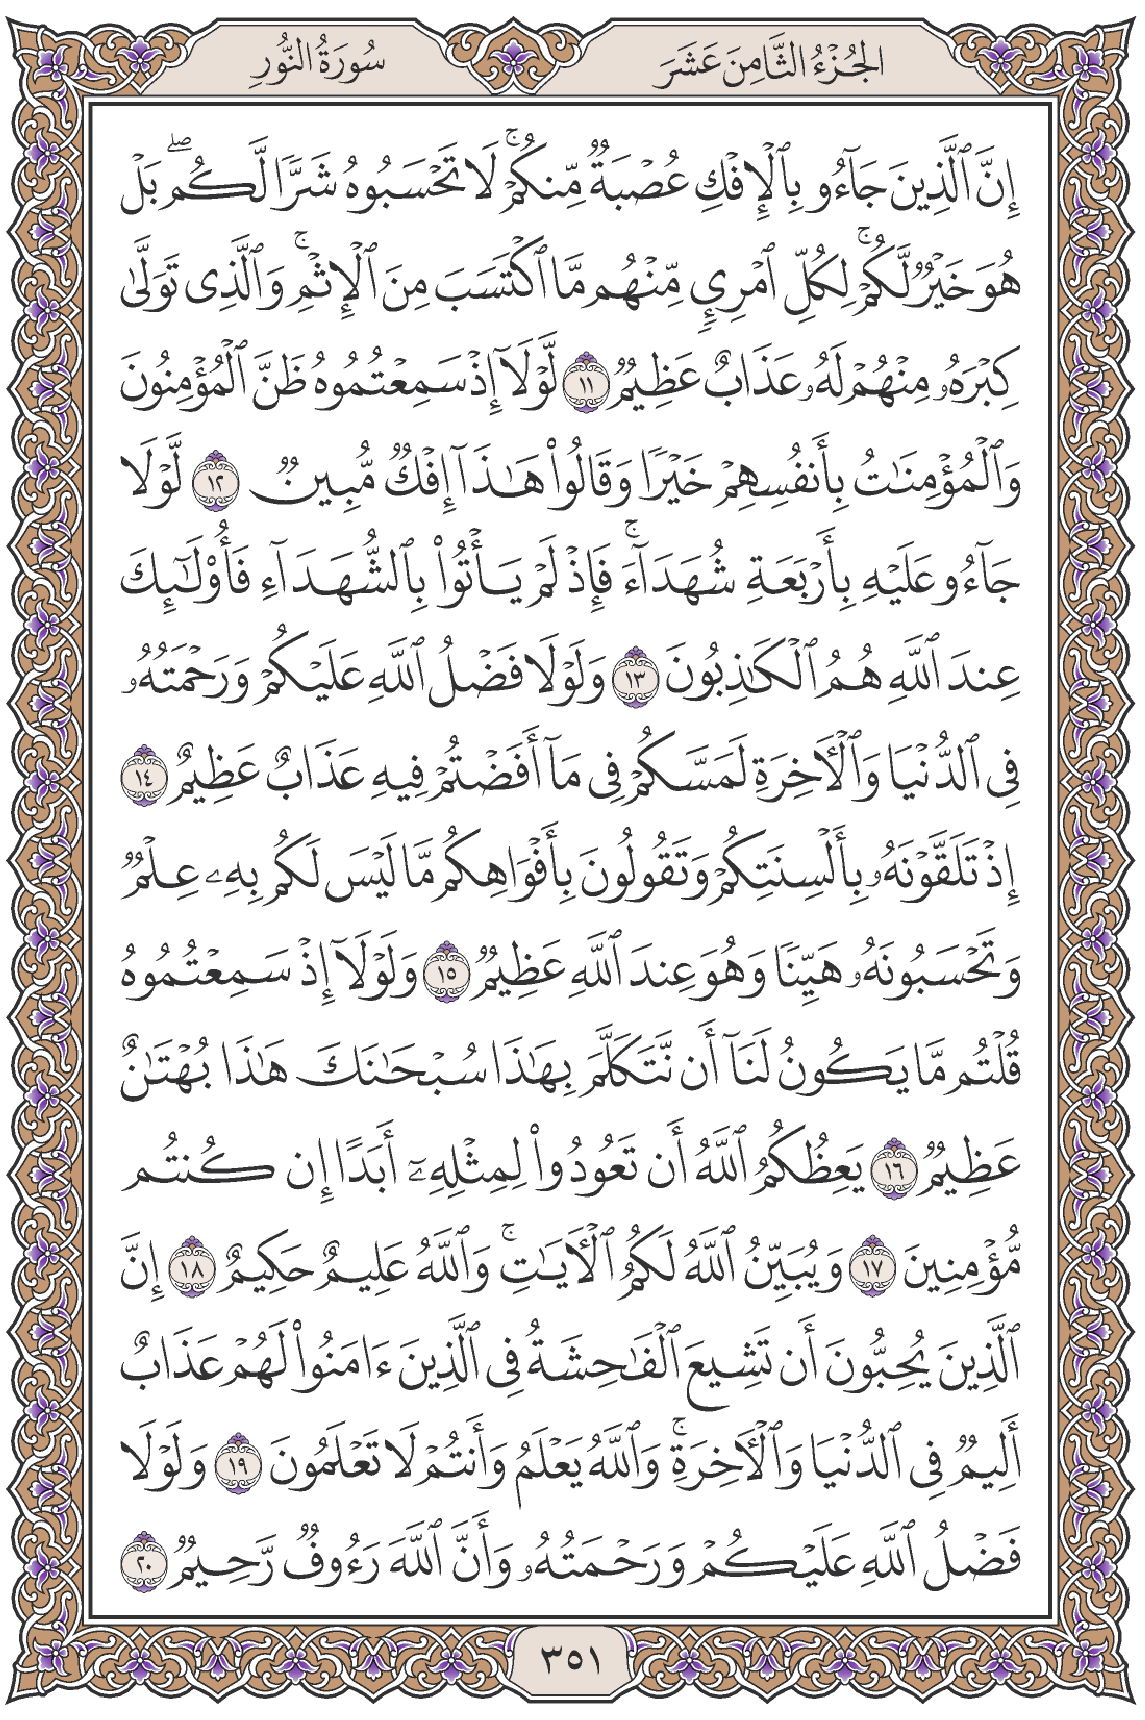 الجُزْءُ الثَّامِنَ عَشَرَ
سُورَةُ النُّورِ
إِنَّ ٱلَّذِينَ جَآءُو بِٱلْإِفْكِ عُصْبَةٌ مِّنكُمْ ۚ لَا تَحْسَبُوهُ شَرًّا لَّكُم ۖ بَلْ
هُوَ خَيْرٌ لَّكُمْ ۚ لِكُلِّ ٱمْرِئٍ مِّنْهُم مَّا ٱكْتَسَبَ مِنَ ٱلْإِثْمِ ۚ وَٱلَّذِى تَوَلَّىٰ
كِبْرَهُۥ مِنْهُمْ لَهُۥ عَذَابٌ عَظِيمٌ ١١ لَّوْلَآ إِذْ سَمِعْتُمُوهُ ظَنَّ ٱلْمُؤْمِنُونَ
وَٱلْمُؤْمِنَٰتُ بِأَنفُسِهِمْ خَيْرًا وَقَالُوا۟ هَٰذَآ إِفْكٌ مُّبِينٌ ١٢ لَّوْلَا
جَآءُو عَلَيْهِ بِأَرْبَعَةِ شُهَدَآءَ ۚ فَإِذْ لَمْ يَأْتُوا۟ بِٱلشُّهَدَآءِ فَأُو۟لَٰٓئِكَ
عِندَ ٱللَّهِ هُمُ ٱلْكَٰذِبُونَ ١٣ وَلَوْلَا فَضْلُ ٱللَّهِ عَلَيْكُمْ وَرَحْمَتُهُۥ
فِى ٱلدُّنْيَا وَٱلْءَاخِرَةِ لَمَسَّكُمْ فِى مَآ أَفَضْتُمْ فِيهِ عَذَابٌ عَظِيمٌ ١٤
إِذْ تَلَقَّوْنَهُۥ بِأَلْسِنَتِكُمْ وَتَقُولُونَ بِأَفْوَاهِكُم مَّا لَيْسَ لَكُم بِهِۦ عِلْمٌ
وَتَحْسَبُونَهُۥ هَيِّنًا وَهُوَ عِندَ ٱللَّهِ عَظِيمٌ ١٥ وَلَوْلَآ إِذْ سَمِعْتُمُوهُ
قُلْتُم مَّا يَكُونُ لَنَآ أَن نَّتَكَلَّمَ بِهَٰذَا سُبْحَٰنَكَ هَٰذَا بُهْتَٰنٌ
عَظِيمٌ ١٦ يَعِظُكُمُ ٱللَّهُ أَن تَعُودُوا۟ لِمِثْلِهِۦٓ أَبَدًا إِن كُنتُم
مُّؤْمِنِينَ ١٧ وَيُبَيِّنُ ٱللَّهُ لَكُمُ ٱلْءَايَٰتِ ۚ وَٱللَّهُ عَلِيمٌ حَكِيمٌ ١٨ إِنَّ
ٱلَّذِينَ يُحِبُّونَ أَن تَشِيعَ ٱلْفَٰحِشَةُ فِى ٱلَّذِينَ ءَامَنُوا۟ لَهُمْ عَذَابٌ
أَلِيمٌ فِى ٱلدُّنْيَا وَٱلْءَاخِرَةِ ۚ وَٱللَّهُ يَعْلَمُ وَأَنتُمْ لَا تَعْلَمُونَ ١٩ وَلَوْلَا
فَضْلُ ٱللَّهِ عَلَيْكُمْ وَرَحْمَتُهُۥ وَأَنَّ ٱللَّهَ رَءُوفٌ رَّحِيمٌ ٢٠
٣٥١